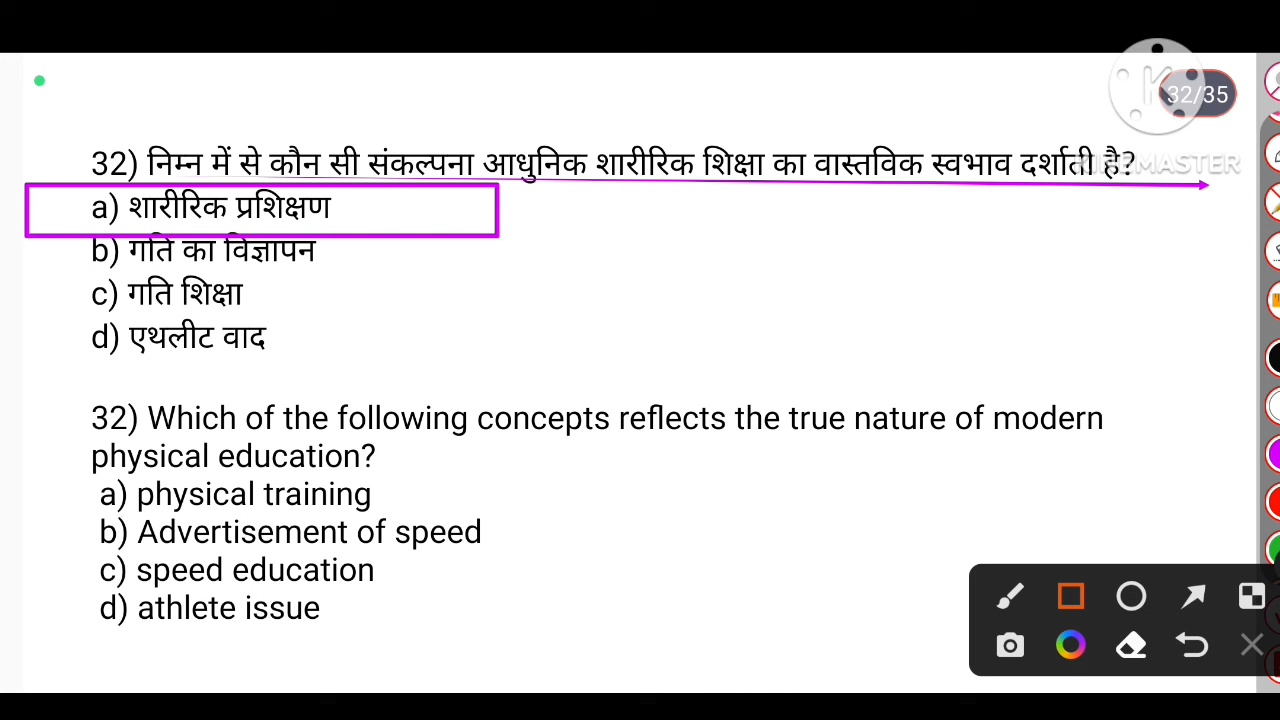 32/35
32) निम्न में से कौन सी संकल्पना आधुनिक शारीरिक शिक्षा का वास्तविक स्वभाव दर्शाती है?
KINEMASTER
a) शारीरिक प्रशिक्षण
b) गति का विज्ञापन
c) गति शिक्षा
d) एथलीट वाद
32) Which of the following concepts reflects the true nature of modern
physical education?
a) physical training
b) Advertisement of speed
c) speed education
d) athlete issue